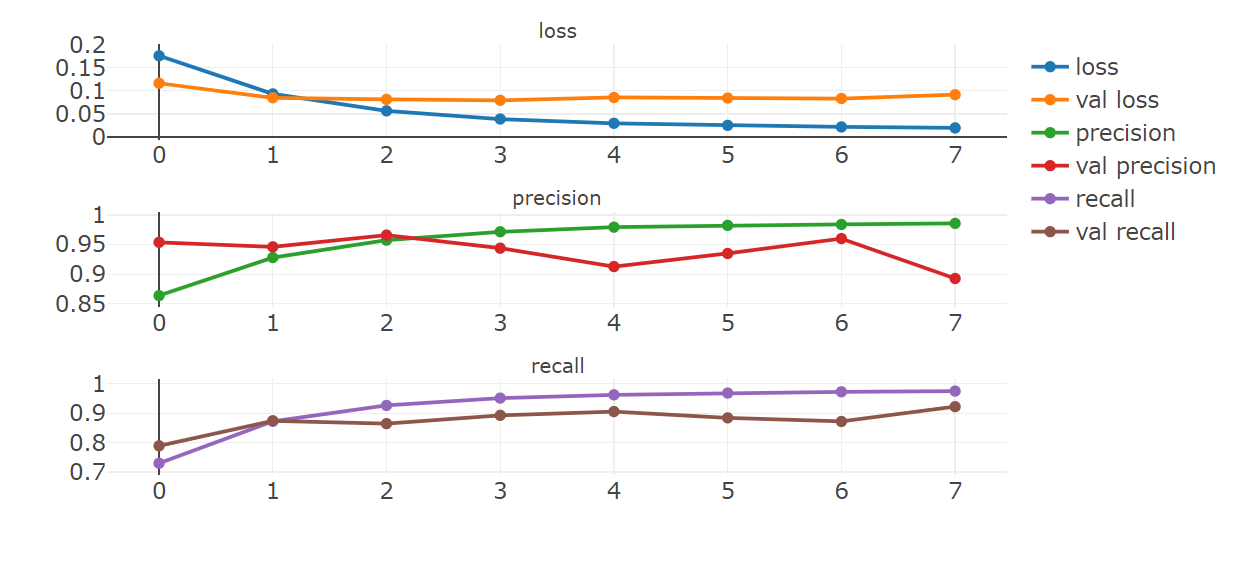 loss
0.2
0.15
0.1
0.05
0
0 1 2 3 4 5 6 7
precision
1
0.95
0.9
0.85
0 1 2 3 4 5 6 7
recall
1
0.9
0.8
0.7
0 1 2 3 4 5 6 7
loss
val loss
precision
val precision
recall
val recall